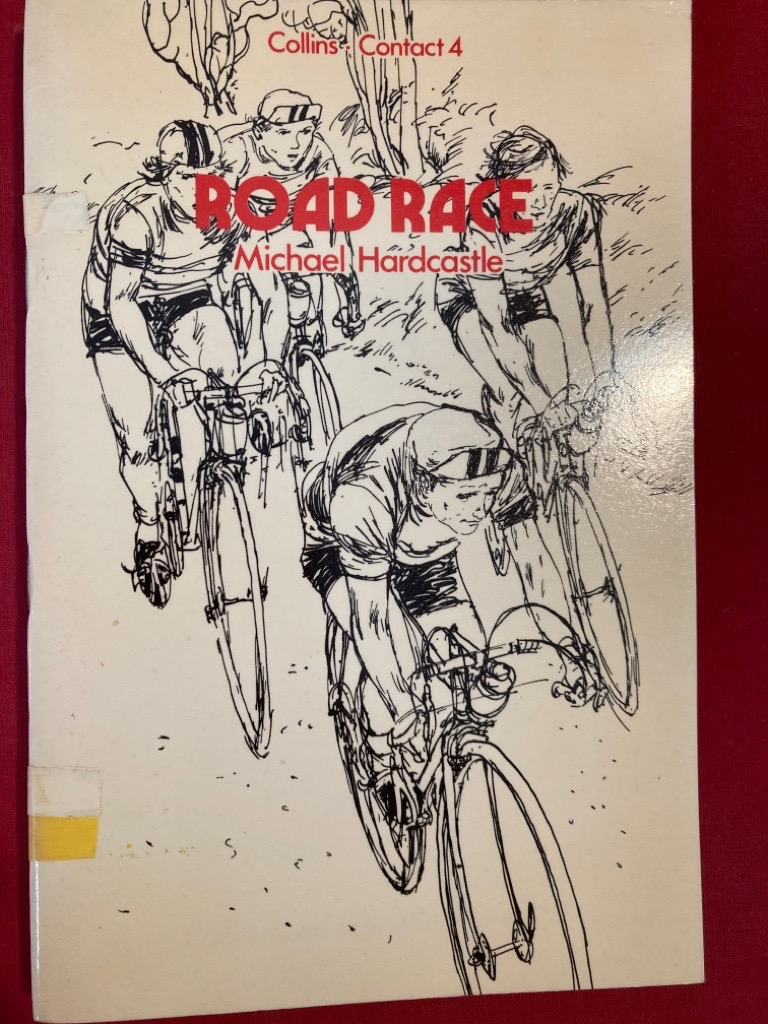 Collins · Contact 4
ROAD RACE
Michael Hardcastle